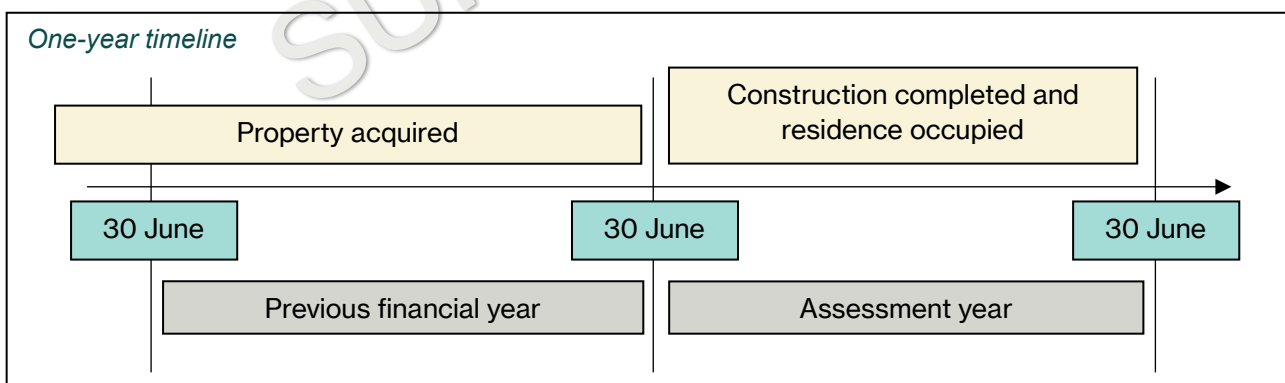 One-year timeline
Property acquired
Construction completed and
residence occupied
30 June
30 June
30 June
Previous financial year
Assessment year